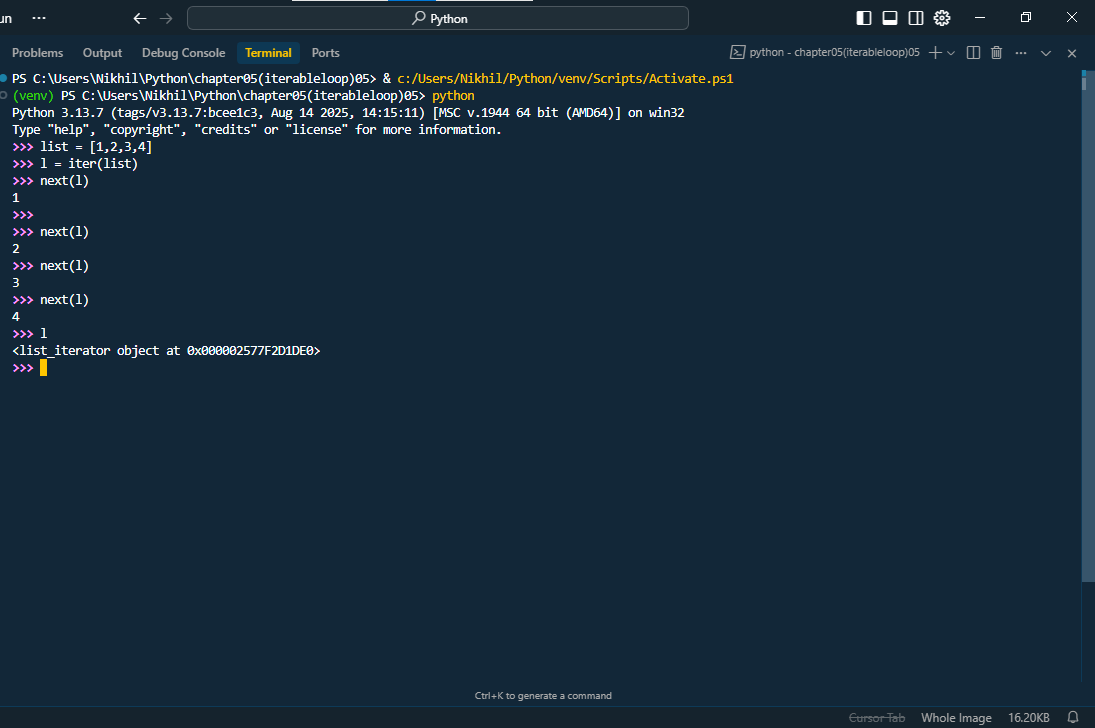 un ··· Python
Problems Output Debug Console Terminal Ports python - chapter05(iterableloop)05
PS C:\Users\Nikhil\Python\chapter05(iterableloop)05> & c:/Users/Nikhil/Python/venv/Scripts/Activate.ps1
(venv) PS C:\Users\Nikhil\Python\chapter05(iterableloop)05> python
Python 3.13.7 (tags/v3.13.7:bcee1c3, Aug 14 2025, 14:15:11) [MSC v.1944 64 bit (AMD64)] on win32
Type "help", "copyright", "credits" or "license" for more information.
>>> list = [1,2,3,4]
>>> l = iter(list)
>>> next(l)
1
>>>
>>> next(l)
2
>>> next(l)
3
>>> next(l)
4
>>> l
<list_iterator object at 0x000002577F2D1DE0>
>>>
Ctrl+K to generate a command
Cursor Tab Whole Image 16.20KB